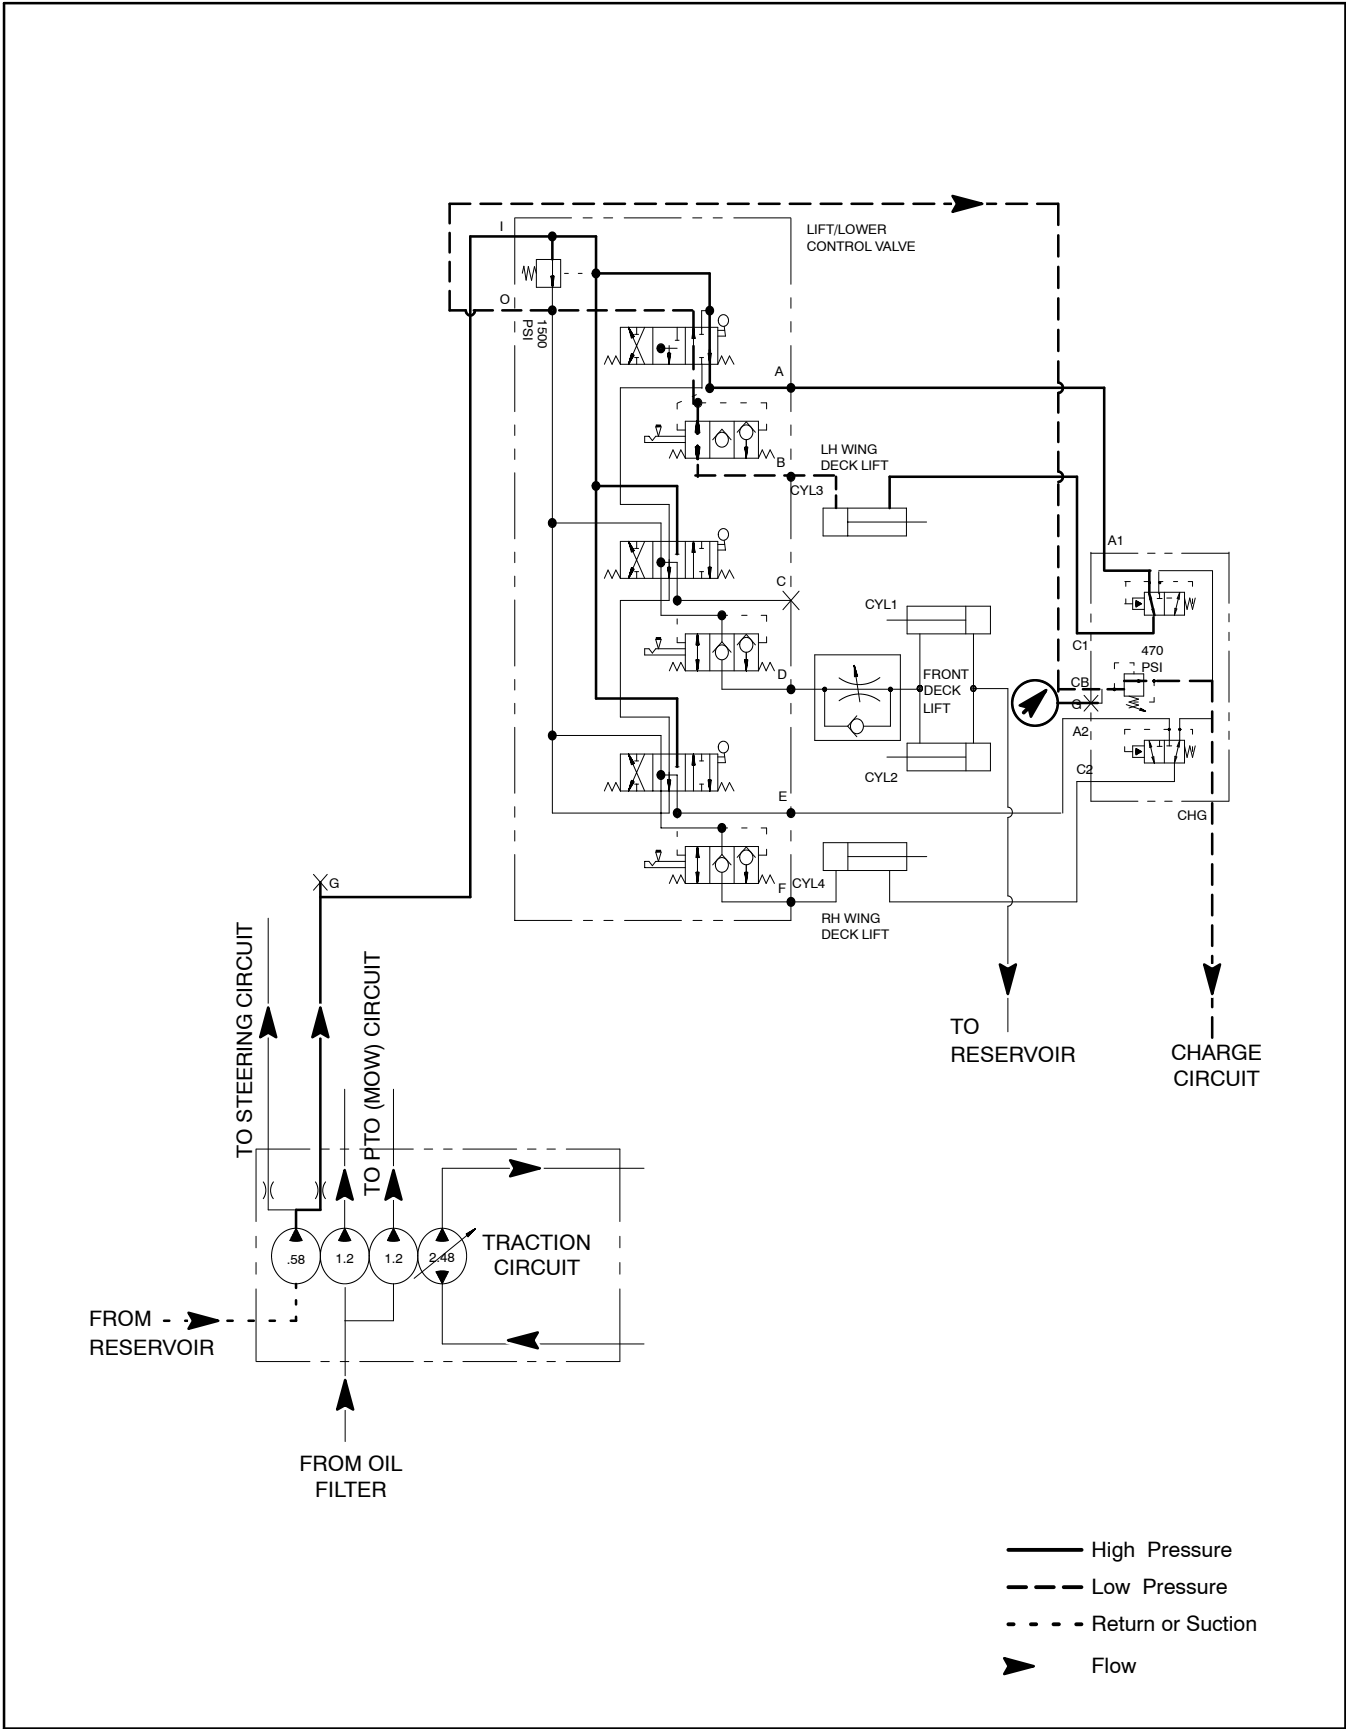 I
LIFT/LOWER
CONTROL VALVE
O
1500
PSI
A
LH WING
DECK LIFT
B
CYL3
A1
C
CYL1
C1
470
PSI
D
FRONT
DECK
LIFT
CB
G
A2
CYL2
C2
E
CHG
G
F
CYL4
RH WING
DECK LIFT
TO STEERING CIRCUIT
TO PTO (MOW) CIRCUIT
TO
RESERVOIR
CHARGE
CIRCUIT
.58
1.2
1.2
2.48
TRACTION
CIRCUIT
FROM
RESERVOIR
FROM OIL
FILTER
High Pressure
Low Pressure
Return or Suction
Flow